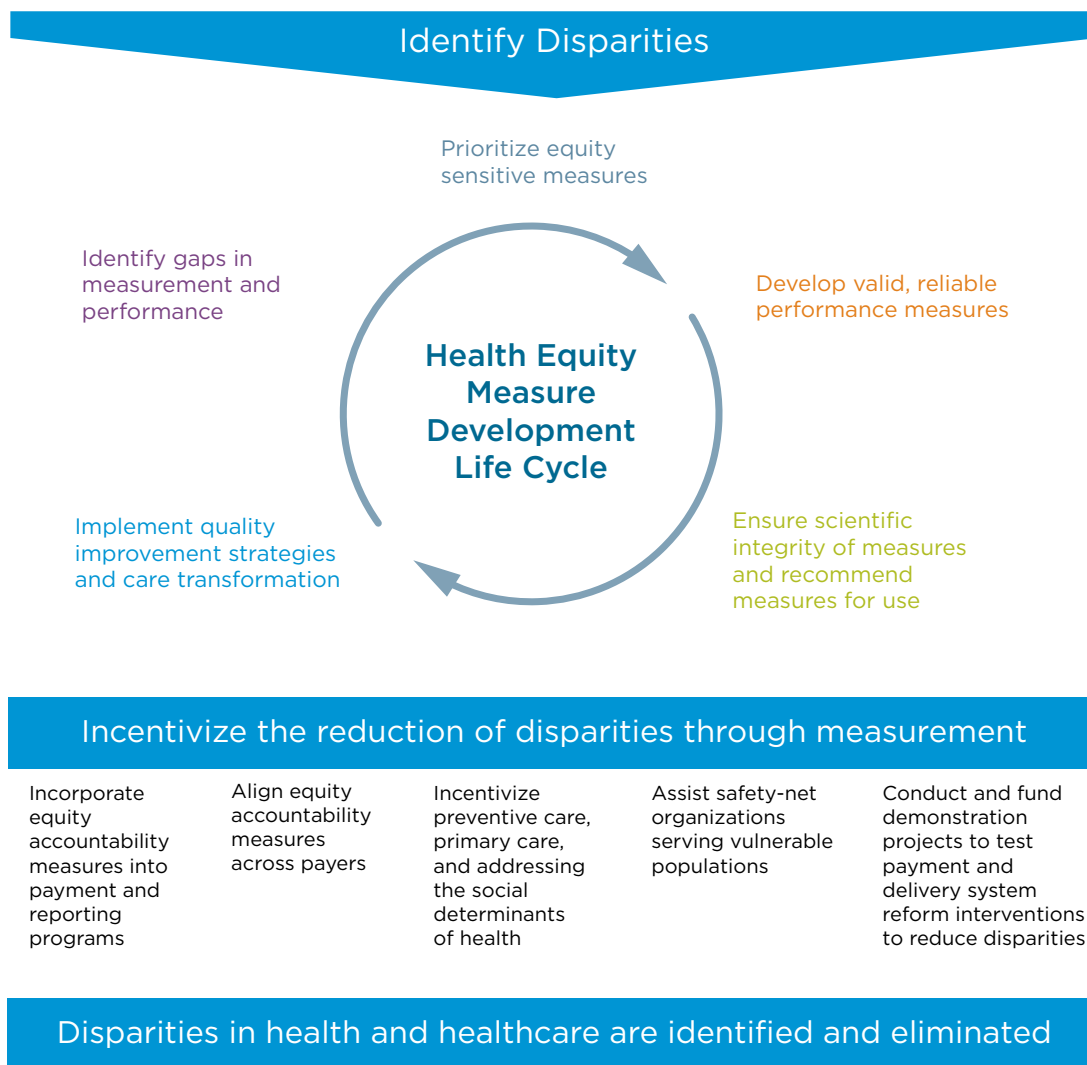 Identify Disparities
Prioritize equity
sensitive measures
Identify gaps in
measurement and
performance
Develop valid, reliable
performance measures
Health Equity
Measure
Development
Life Cycle
Implement quality
improvement strategies
and care transformation
Ensure scientific
integrity of measures
and recommend
measures for use
Incentivize the reduction of disparities through measurement
Incorporate
equity
accountability
measures into
payment and
reporting
programs
Align equity
accountability
measures
across payers
Incentivize
preventive care,
primary care,
and addressing
the social
determinants
of health
Assist safety-net
organizations
serving vulnerable
populations
Conduct and fund
demonstration
projects to test
payment and
delivery system
reform interventions
to reduce disparities
Disparities in health and healthcare are identified and eliminated